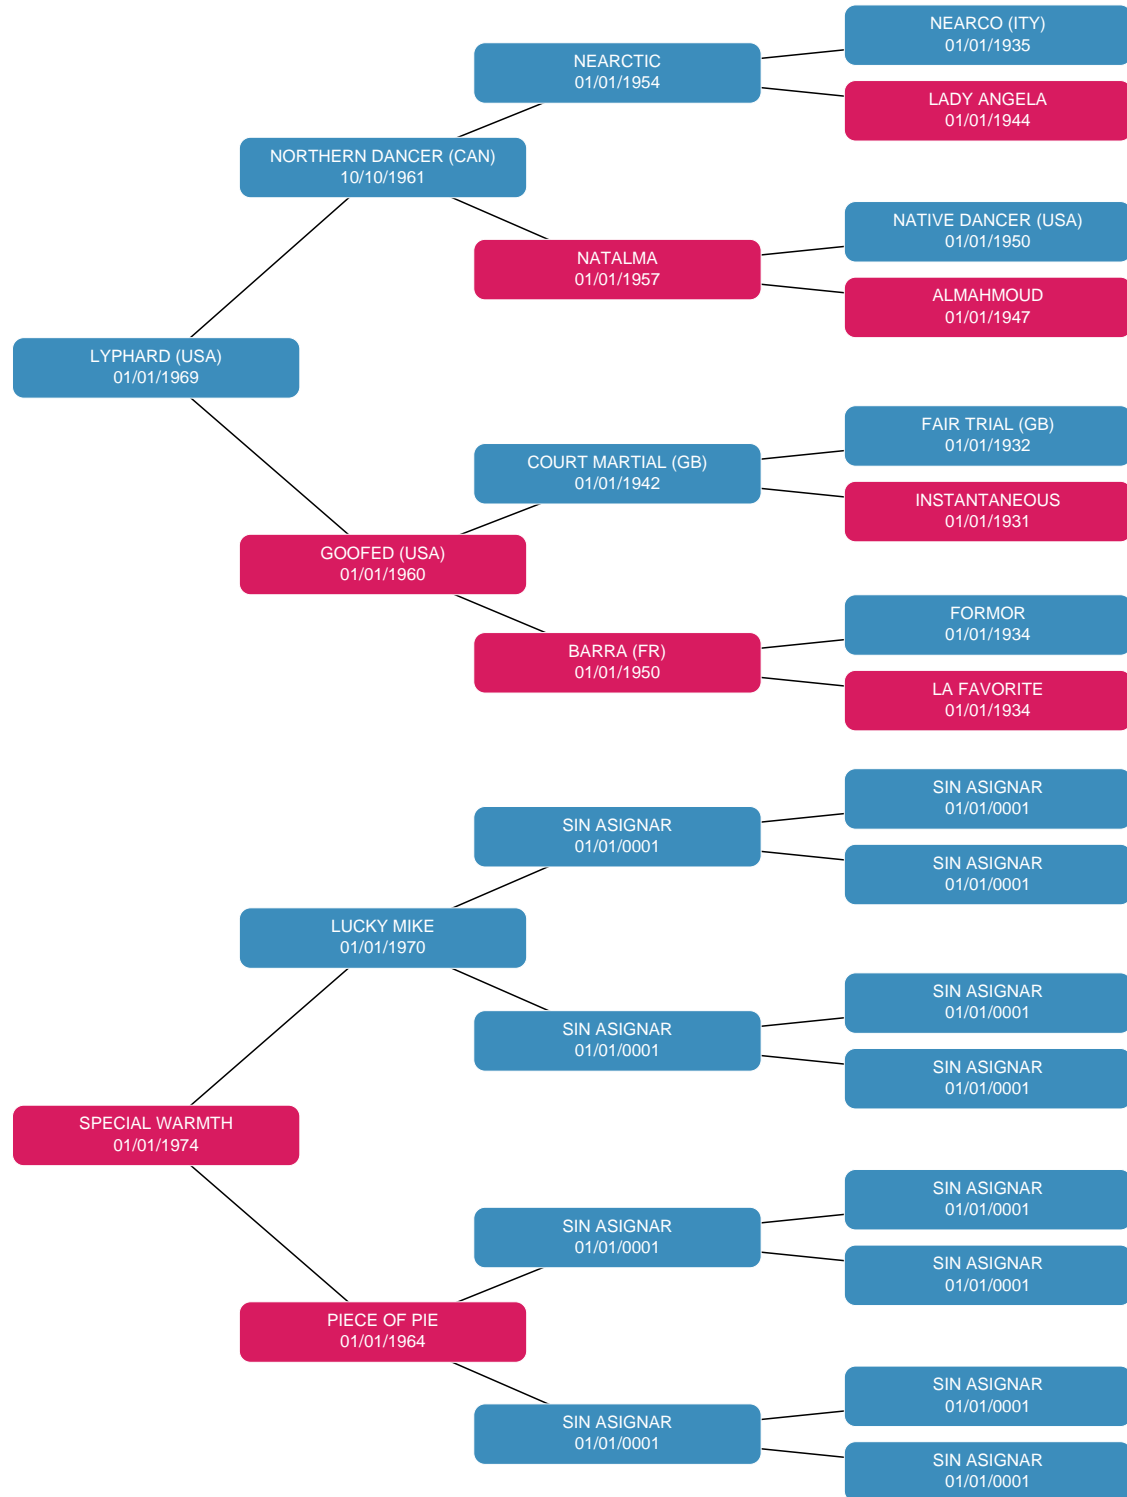 NEARCO (ITY)
01/01/1935
NEARCTIC
01/01/1954
LADY ANGELA
01/01/1944
NORTHERN DANCER (CAN)
10/10/1961
NATIVE DANCER (USA)
01/01/1950
NATALMA
01/01/1957
ALMAHMOUD
01/01/1947
LYPHARD (USA)
01/01/1969
FAIR TRIAL (GB)
01/01/1932
COURT MARTIAL (GB)
01/01/1942
INSTANTANEOUS
01/01/1931
GOOFED (USA)
01/01/1960
FORMOR
01/01/1934
BARRA (FR)
01/01/1950
LA FAVORITE
01/01/1934
SIN ASIGNAR
01/01/0001
SIN ASIGNAR
01/01/0001
SIN ASIGNAR
01/01/0001
LUCKY MIKE
01/01/1970
SIN ASIGNAR
01/01/0001
SIN ASIGNAR
01/01/0001
SIN ASIGNAR
01/01/0001
SPECIAL WARMTH
01/01/1974
SIN ASIGNAR
01/01/0001
SIN ASIGNAR
01/01/0001
SIN ASIGNAR
01/01/0001
PIECE OF PIE
01/01/1964
SIN ASIGNAR
01/01/0001
SIN ASIGNAR
01/01/0001
SIN ASIGNAR
01/01/0001